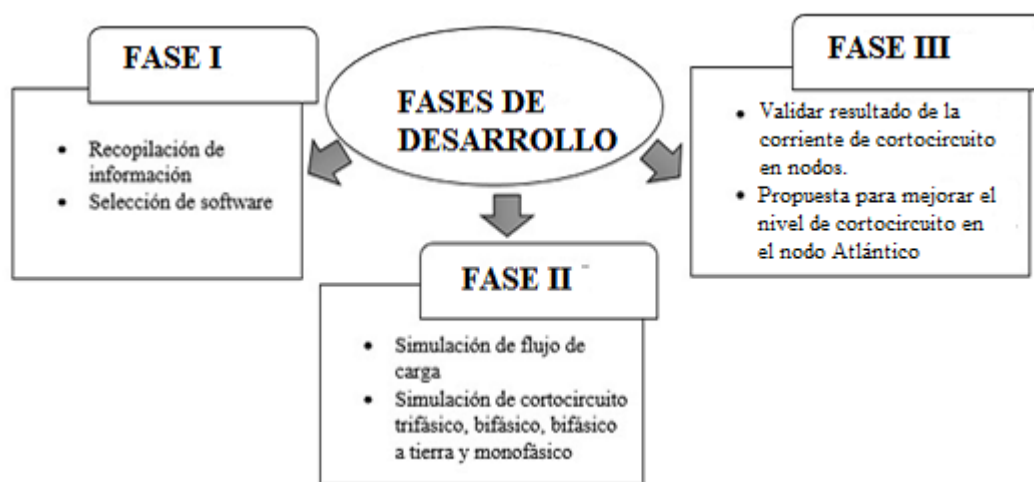 FASES DE
DESARROLLO
FASE I
• Recopilación de
información
• Selección de software
FASE II
• Simulación de flujo de
carga
• Simulación de cortocircuito
trifásico, bifásico, bifásico
a tierra y monofásico
FASE III
• Validar resultado de la
corriente de cortocircuito
en nodos.
• Propuesta para mejorar el
nivel de cortocircuito en
el nodo Atlántico